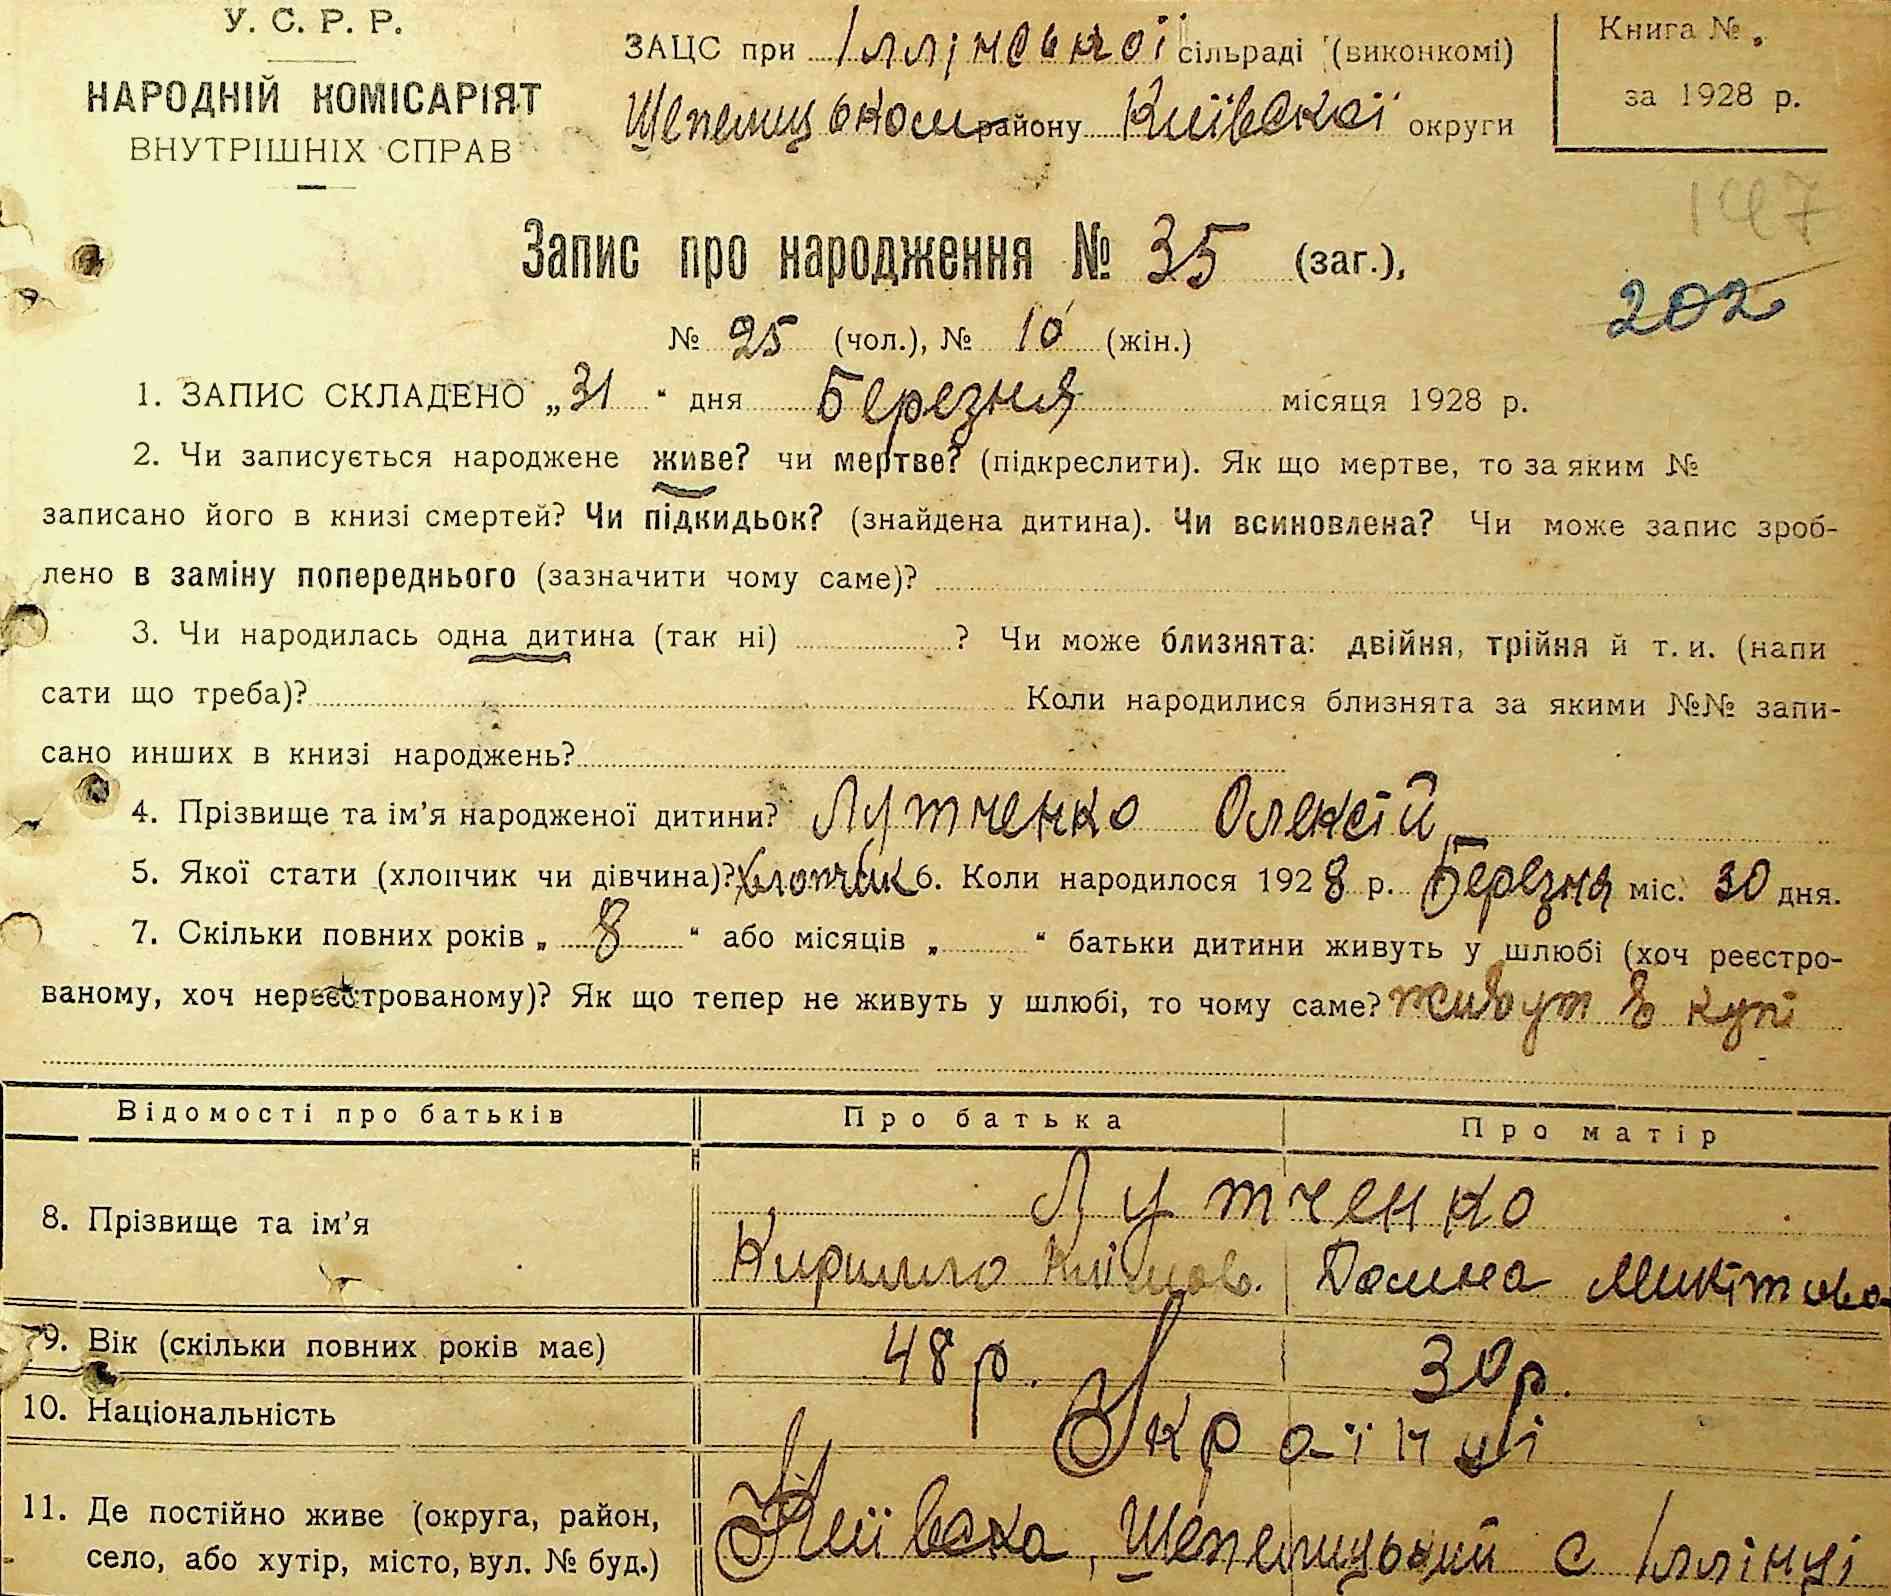 У. С. Р. Р.
НАРОДНІЙ КОМІСАРІЯТ
ВНУТРІШНІХ СПРАВ
ЗАЦС при Іллінської сільраді (виконкомі)
Шепелицьком району Київскої округи
Книга №
за 1928 р.
147
202
Запис про народження № 35 (заг.),
№ 25 (чол.), № 10 (жін.)
1. ЗАПИС СКЛАДЕНО „31“ дня Березня місяця 1928 р.
2. Чи записується народжене живе? чи мертве? (підкреслити). Як що мертве, то за яким №
записано його в книзі смертей? Чи підкидьок? (знайдена дитина). Чи всиновлена? Чи може запис зроб-
лено в заміну попереднього (зазначити чому саме)?
3. Чи народилась одна дитина (так ні) ? Чи може близнята: двійня, трійня й т. и. (напи
сати що треба)? Коли народилися близнята за якими №№ запи-
сано инших в книзі народжень?
4. Прізвище та ім’я народженої дитини? Лутченко Олексій
5. Якої стати (хлопчик чи дівчина)? хлопчик 6. Коли народилося 1928 р. Березня міс. 30 дня.
7. Скільки повних років „8“ або місяців „ “ батьки дитини живуть у шлюбі (хоч реєстро-
ваному, хоч нереєстрованому)? Як що тепер не живуть у шлюбі, то чому саме? живут в купі
Відомості про батьків Про батька Про матір
8. Прізвище та ім’я Лутченко
Кирилло Домна Микітова
9. Вік (скільки повних років має) 48 р. 30 р.
10. Національність Українці
11. Де постійно живе (округа, район,
село, або хутір, місто, вул. № буд.) Київска, Шепелицький с Іллінці